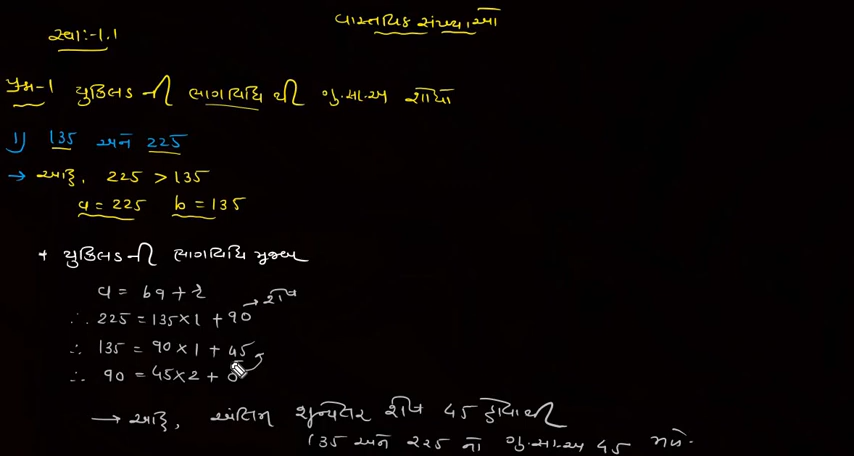 વાસ્તવિક સંખ્યાઓ
સ્વા:-1.1
પ્રશ્ન-1 યુક્લિડની ભાગવિધિ થી ગુ.સા.અ શોધો
1) 135 અને 225
→ અહિં, 225 > 135
a = 225 b = 135
* યુક્લિડની ભાગવિધિ મુજબ
a = bq + r
∴ 225 = 135 × 1 + 90 → શેષ
∴ 135 = 90 × 1 + 45
∴ 90 = 45 × 2 + 0
→ અહિં, અંતિમ શૂન્યેતર શેષ 45 હોવાથી
135 અને 225 નો ગુ.સા.અ 45 મળે.